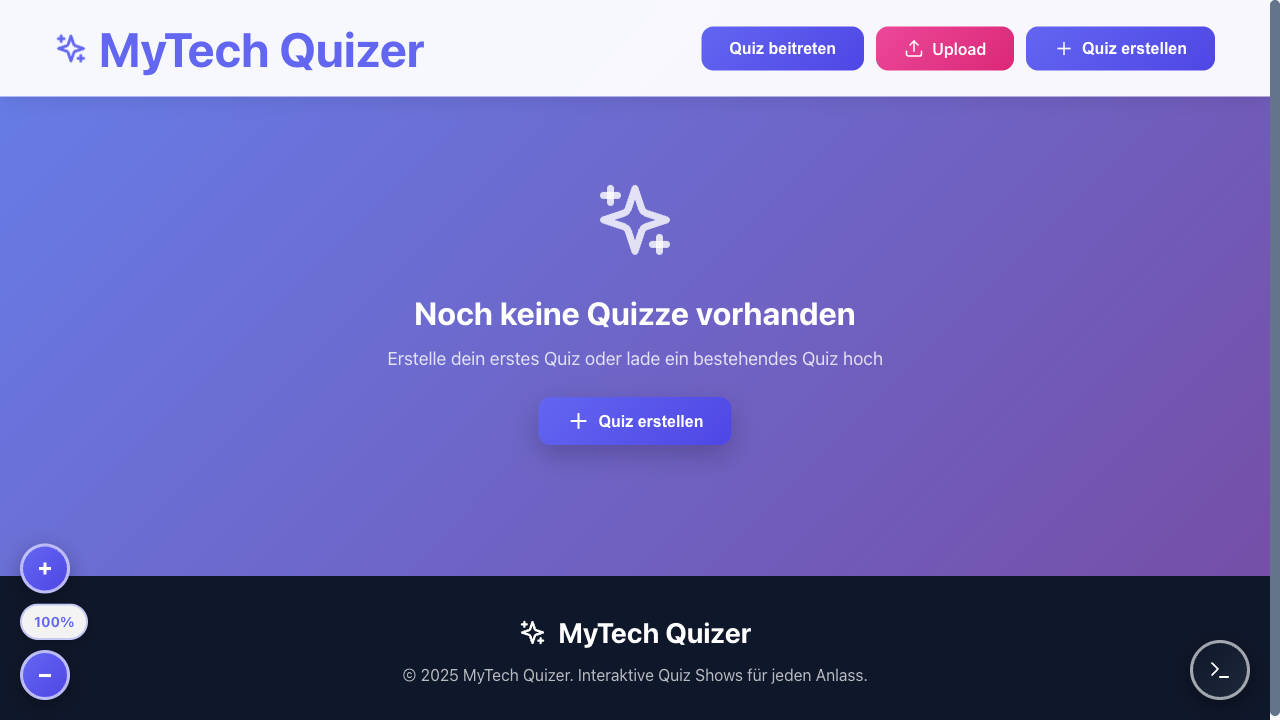 MyTech Quizer
Quiz beitreten
Upload
Quiz erstellen
Noch keine Quizze vorhanden
Erstelle dein erstes Quiz oder lade ein bestehendes Quiz hoch
Quiz erstellen
+
100%
−
MyTech Quizer
© 2025 MyTech Quizer. Interaktive Quiz Shows für jeden Anlass.